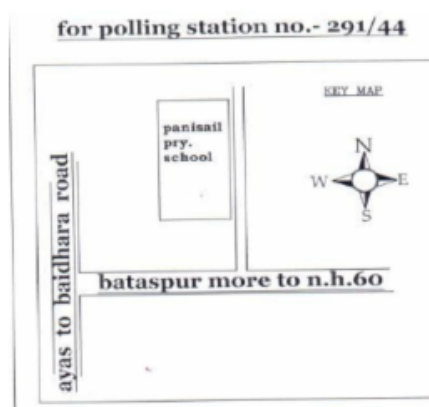 for polling station no.- 291/44
KEY MAP
panisail
pry.
school
N
W E
S
bataspur more to n.h.60
ayas to baidhara road